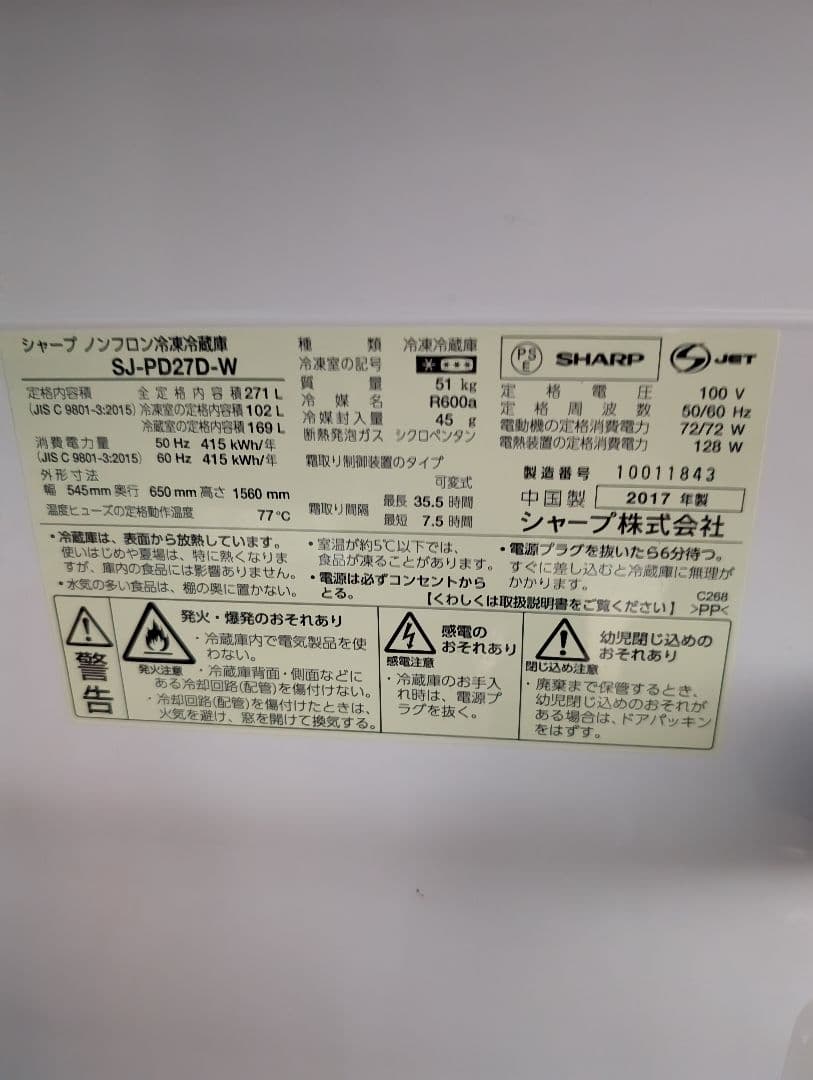 シャープ ノンフロン冷凍冷蔵庫
SJ-PD27D-W
定格内容積 全定格内容積 271 L
(JIS C 9801-3:2015) 冷凍室の定格内容積 102 L
冷蔵室の定格内容積 169 L
消費電力量 50 Hz 415 kWh/年
(JIS C 9801-3:2015) 60 Hz 415 kWh/年
外形寸法
幅 545mm 奥行 650 mm 高さ 1560 mm
温度ヒューズの定格動作温度 77℃
種類 冷凍冷蔵庫
冷凍室の記号
質量 51 kg
冷媒名 R600a
冷媒封入量 45 g
断熱発泡ガス シクロペンタン
霜取り制御装置のタイプ
可変式
霜取り間隔 最長 35.5 時間
最短 7.5 時間
PS
E
SHARP
JET
定格電圧 100 V
定格周波数 50/60 Hz
電動機の定格消費電力 72/72 W
電熱装置の定格消費電力 128 W
製造番号 10011843
中国製 2017 年製
シャープ株式会社
・冷蔵庫は、表面から放熱しています。
使いはじめや夏場は、特に熱くなりま
すが、庫内の食品には影響ありません。
・水気の多い食品は、棚の奥に置かない。
・室温が約5℃以下では、
食品が凍ることがあります。
・電源は必ずコンセントから
とる。
・電源プラグを抜いたら6分待つ。
すぐに差し込むと冷蔵庫に無理が
かかります。
【くわしくは取扱説明書をご覧ください】
C268
>PP<
警告
発火・爆発のおそれあり
発火注意
・冷蔵庫内で電気製品を使
わない。
・冷蔵庫背面・側面などに
ある冷却回路(配管)を傷付けない。
・冷却回路(配管)を傷付けたときは、
火気を避け、窓を開けて換気する。
感電の
おそれあり
感電注意
・冷蔵庫のお手入
れ時は、電源プ
ラグを抜く。
幼児閉じ込めの
おそれあり
閉じ込め注意
・廃棄まで保管するとき、
幼児閉じ込めのおそれが
ある場合は、ドアパッキン
をはずす。